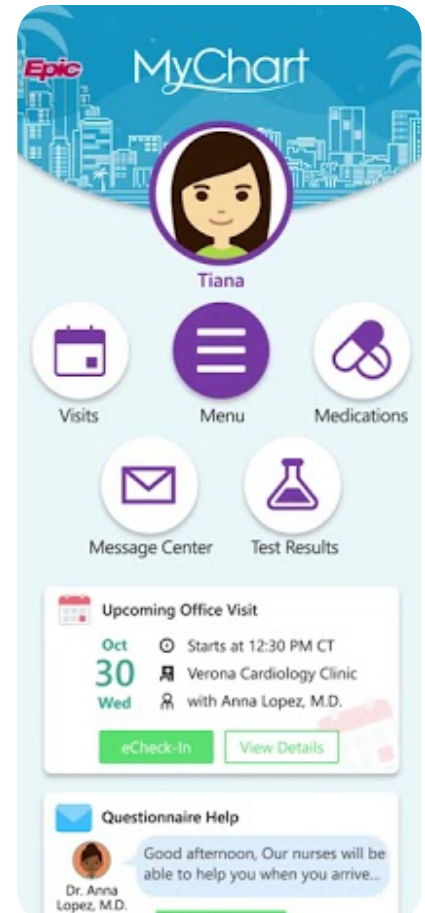 Epic
MyChart
Tiana
Visits
Menu
Medications
Message Center
Test Results
Upcoming Office Visit
Oct
30
Wed
Starts at 12:30 PM CT
Verona Cardiology Clinic
with Anna Lopez, M.D.
eCheck-In
View Details
Questionnaire Help
Good afternoon, Our nurses will be
able to help you when you arrive...
Dr. Anna
Lopez, M.D.